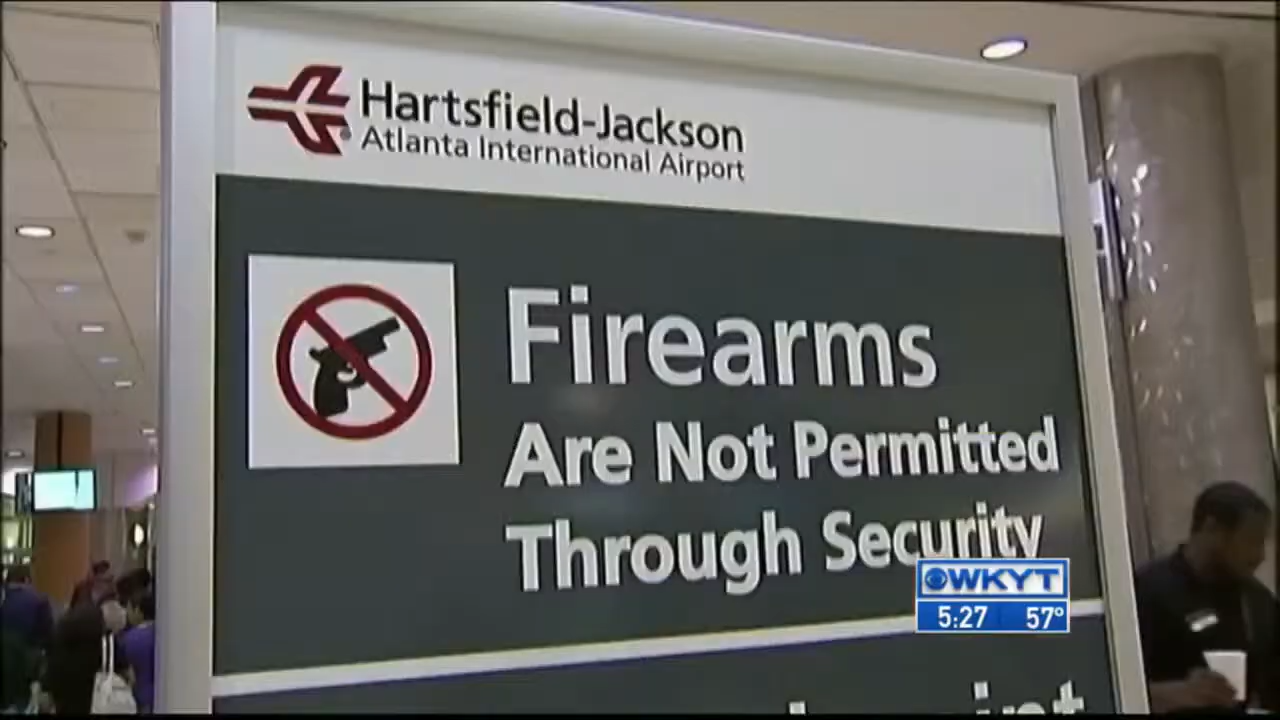 Hartsfield-Jackson
Atlanta International Airport
Firearms
Are Not Permitted
Through Security
WKYT
5:27 57°